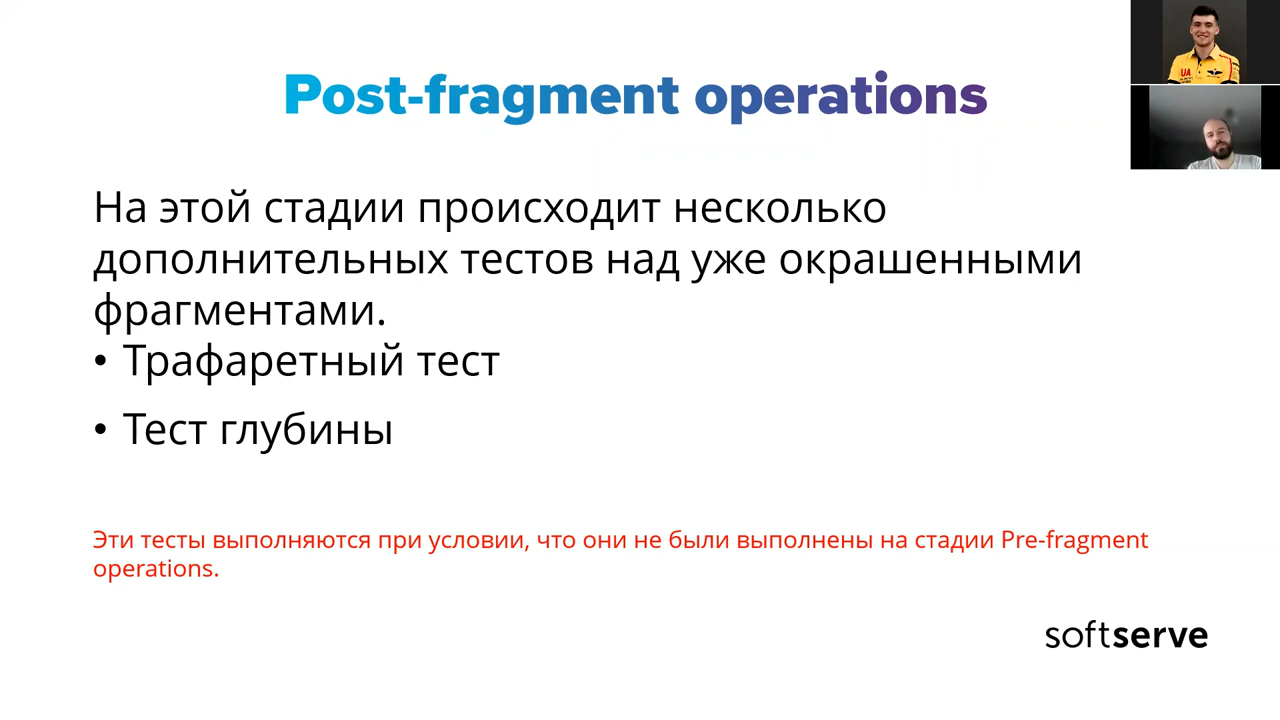 Post-fragment operations
На этой стадии происходит несколько
дополнительных тестов над уже окрашенными
фрагментами.
• Трафаретный тест
• Тест глубины
Эти тесты выполняются при условии, что они не были выполнены на стадии Pre-fragment
operations.
softserve
UA